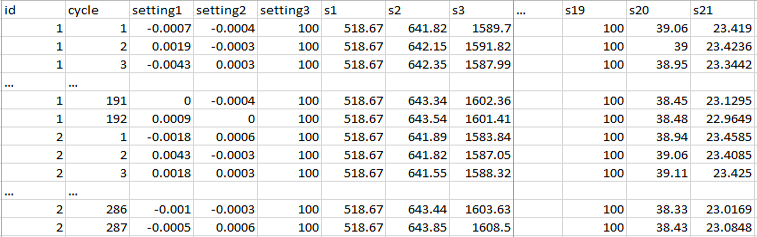 id cycle setting1 setting2 setting3 s1 s2 s3 ... s19 s20 s21
1 1 -0.0007 -0.0004 100 518.67 641.82 1589.7 100 39.06 23.419
1 2 0.0019 -0.0003 100 518.67 642.15 1591.82 100 39 23.4236
1 3 -0.0043 0.0003 100 518.67 642.35 1587.99 100 38.95 23.3442
... ...
1 191 0 -0.0004 100 518.67 643.34 1602.36 100 38.45 23.1295
1 192 0.0009 0 100 518.67 643.54 1601.41 100 38.48 22.9649
2 1 -0.0018 0.0006 100 518.67 641.89 1583.84 100 38.94 23.4585
2 2 0.0043 -0.0003 100 518.67 641.82 1587.05 100 39.06 23.4085
2 3 0.0018 0.0003 100 518.67 641.55 1588.32 100 39.11 23.425
... ...
2 286 -0.001 -0.0003 100 518.67 643.44 1603.63 100 38.33 23.0169
2 287 -0.0005 0.0006 100 518.67 643.85 1608.5 100 38.43 23.0848